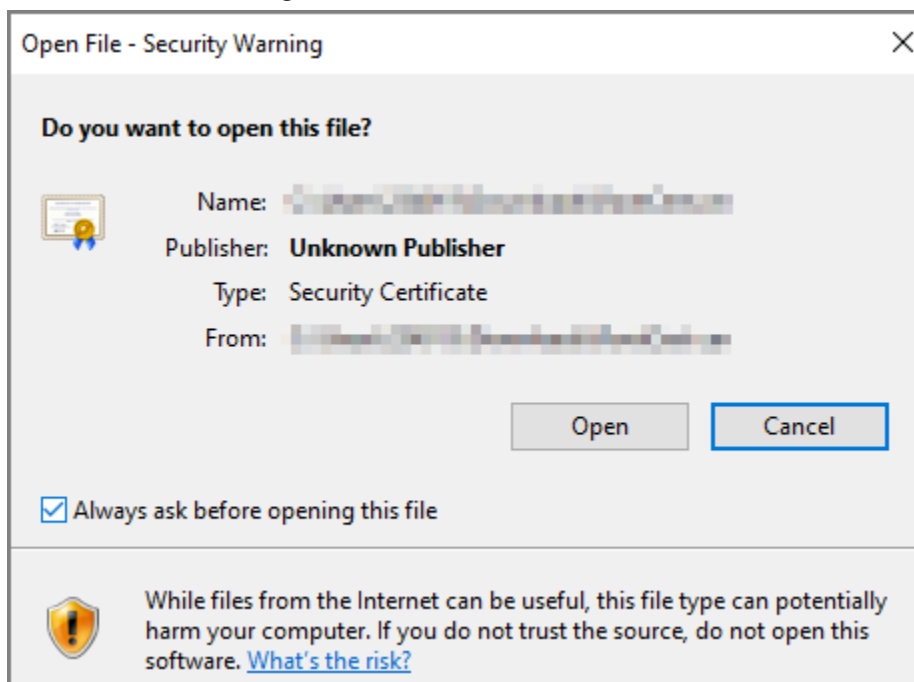 Open File - Security Warning
Do you want to open this file?
Name:
Publisher: Unknown Publisher
Type: Security Certificate
From:
Open Cancel
Always ask before opening this file
While files from the Internet can be useful, this file type can potentially
harm your computer. If you do not trust the source, do not open this
software. What's the risk?